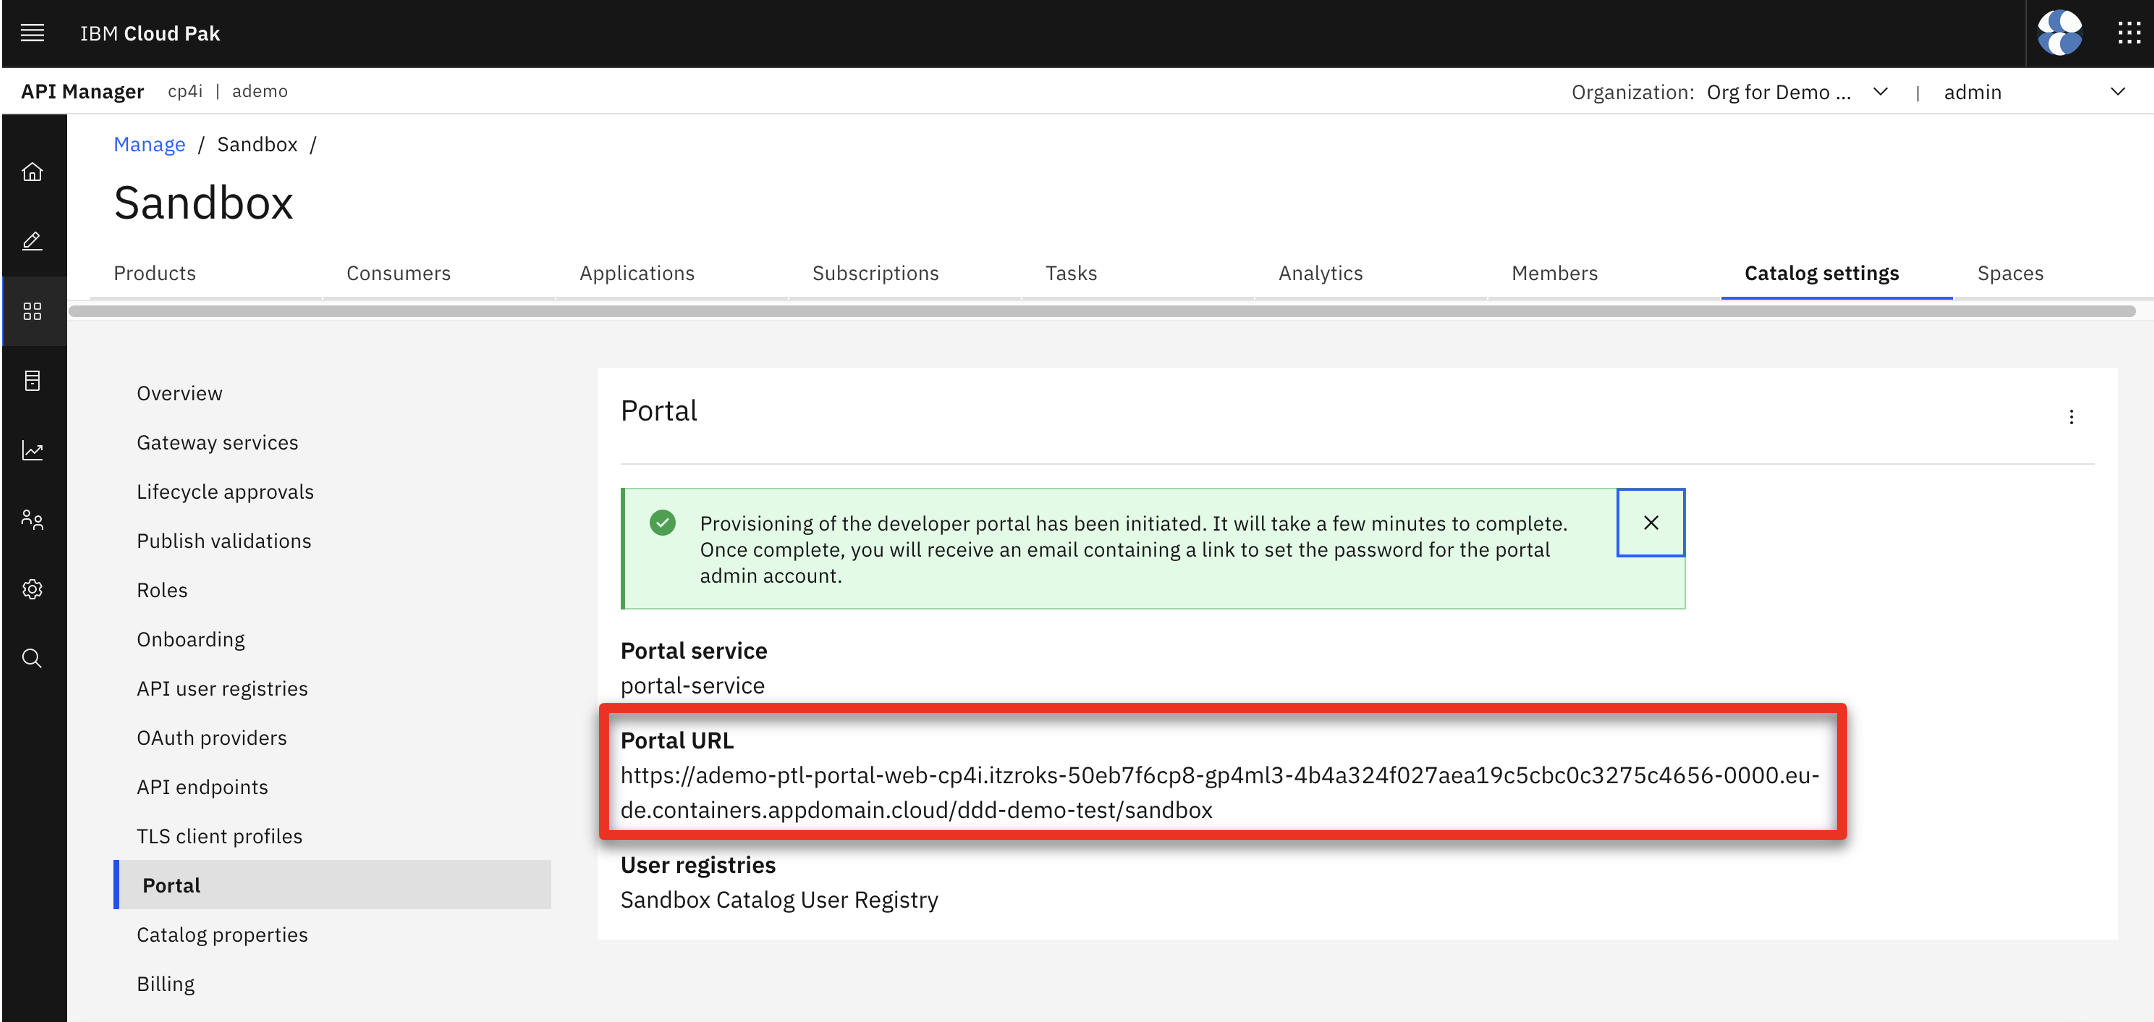 IBM Cloud Pak
API Manager cp4i | ademo
Organization: Org for Demo ... | admin
Manage / Sandbox /
Sandbox
Products Consumers Applications Subscriptions Tasks Analytics Members Catalog settings Spaces
Overview
Gateway services
Lifecycle approvals
Publish validations
Roles
Onboarding
API user registries
OAuth providers
API endpoints
TLS client profiles
Portal
Catalog properties
Billing
Portal
Provisioning of the developer portal has been initiated. It will take a few minutes to complete.
Once complete, you will receive an email containing a link to set the password for the portal
admin account.
Portal service
portal-service
Portal URL
https://ademo-ptl-portal-web-cp4i.itzroks-50eb7f6cp8-gp4ml3-4b4a324f027aea19c5cbc0c3275c4656-0000.eu-
de.containers.appdomain.cloud/ddd-demo-test/sandbox
User registries
Sandbox Catalog User Registry